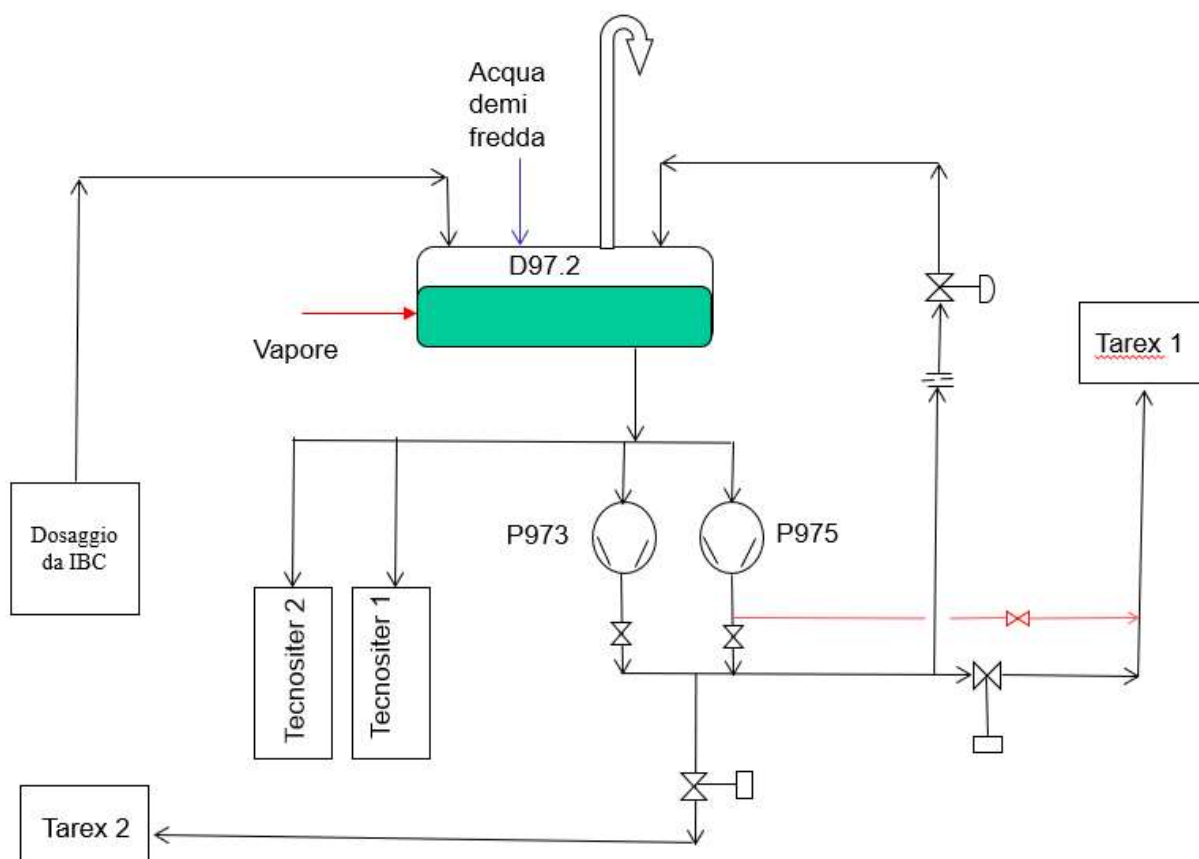 Acqua
demi
fredda
D97.2
Vapore
Tarex 1
Dosaggio
da IBC
P973
P975
Tecnositer 2
Tecnositer 1
Tarex 2